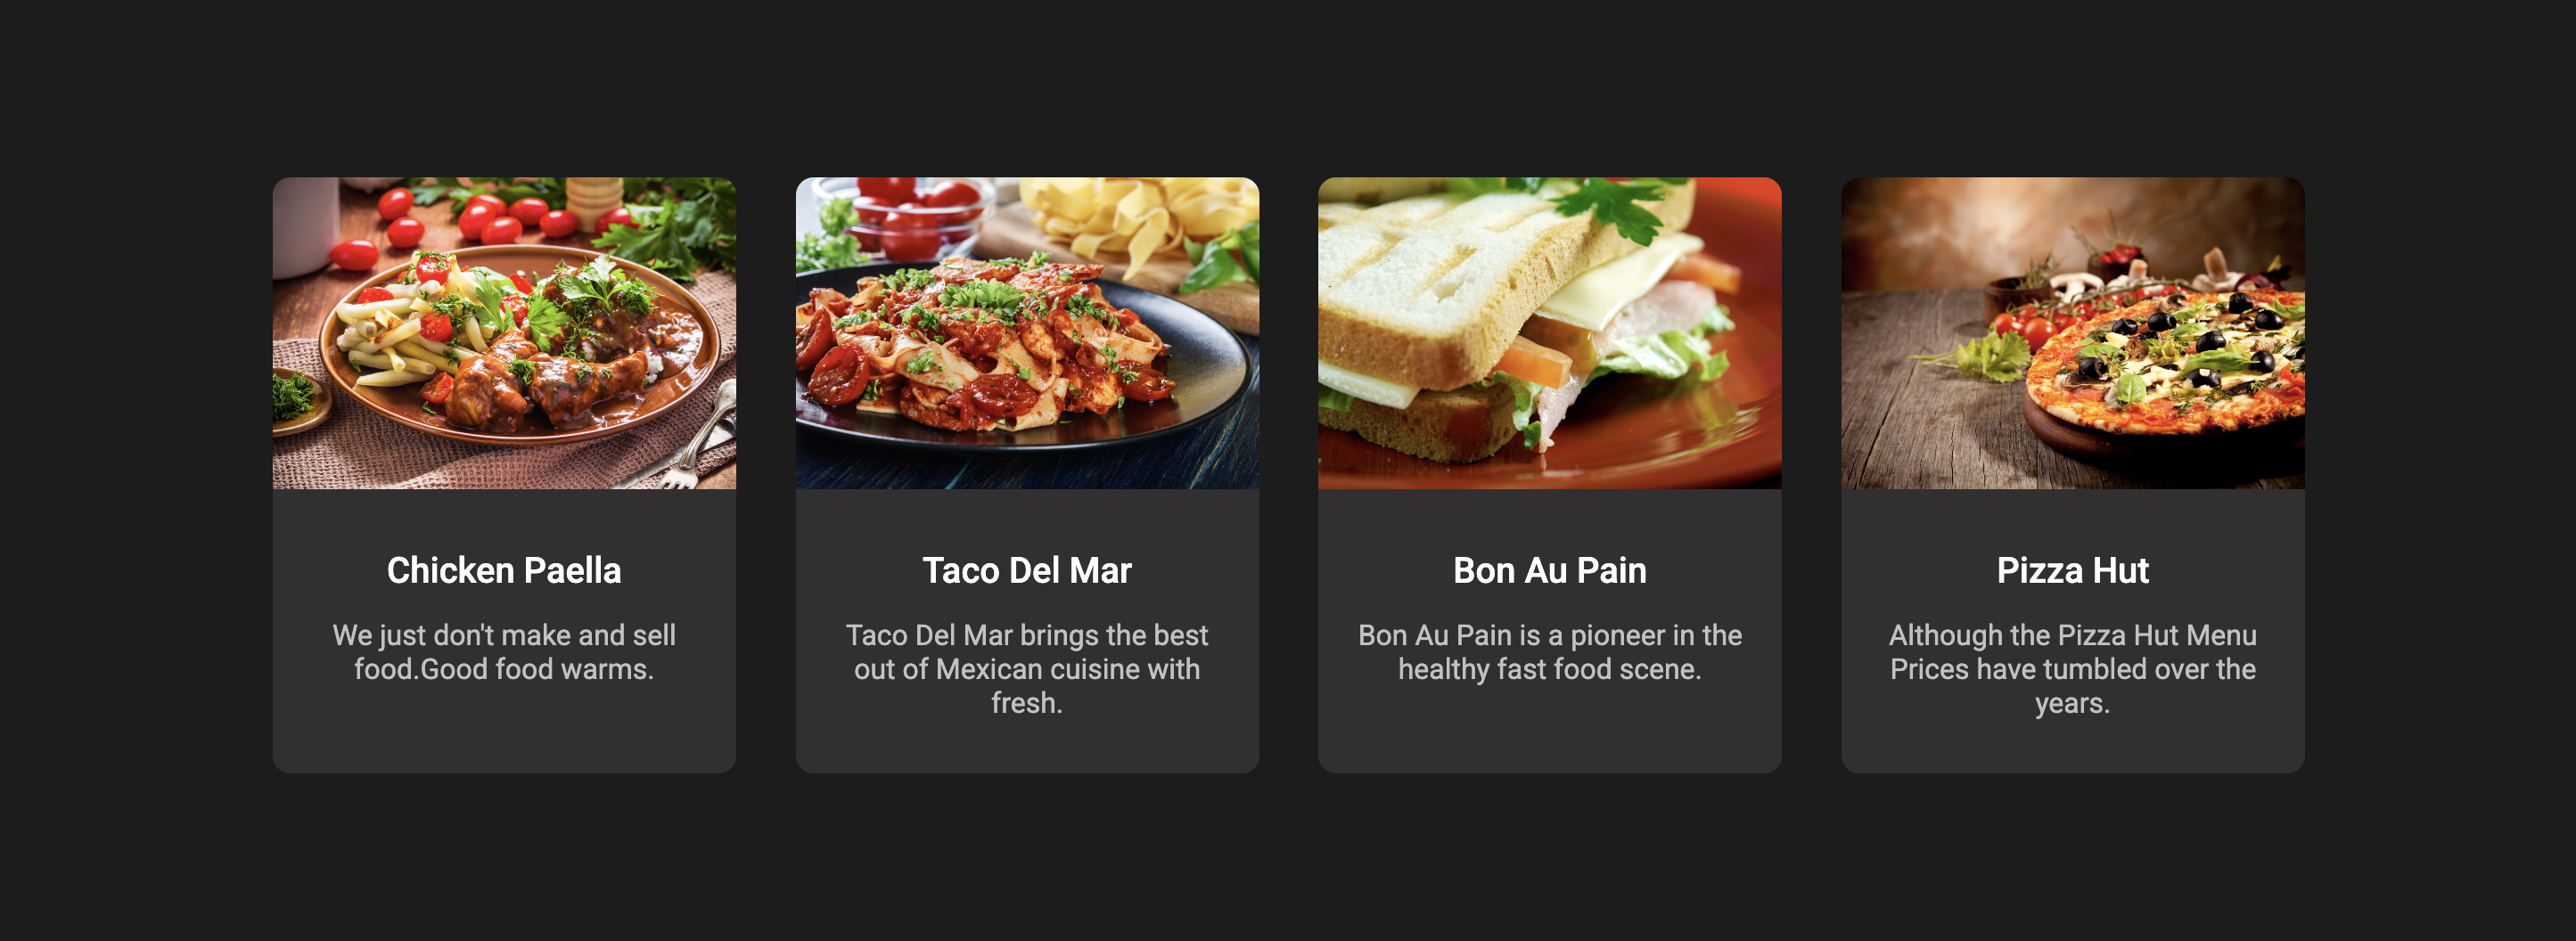 Chicken Paella
We just don't make and sell
food.Good food warms.
Taco Del Mar
Taco Del Mar brings the best
out of Mexican cuisine with
fresh.
Bon Au Pain
Bon Au Pain is a pioneer in the
healthy fast food scene.
Pizza Hut
Although the Pizza Hut Menu
Prices have tumbled over the
years.